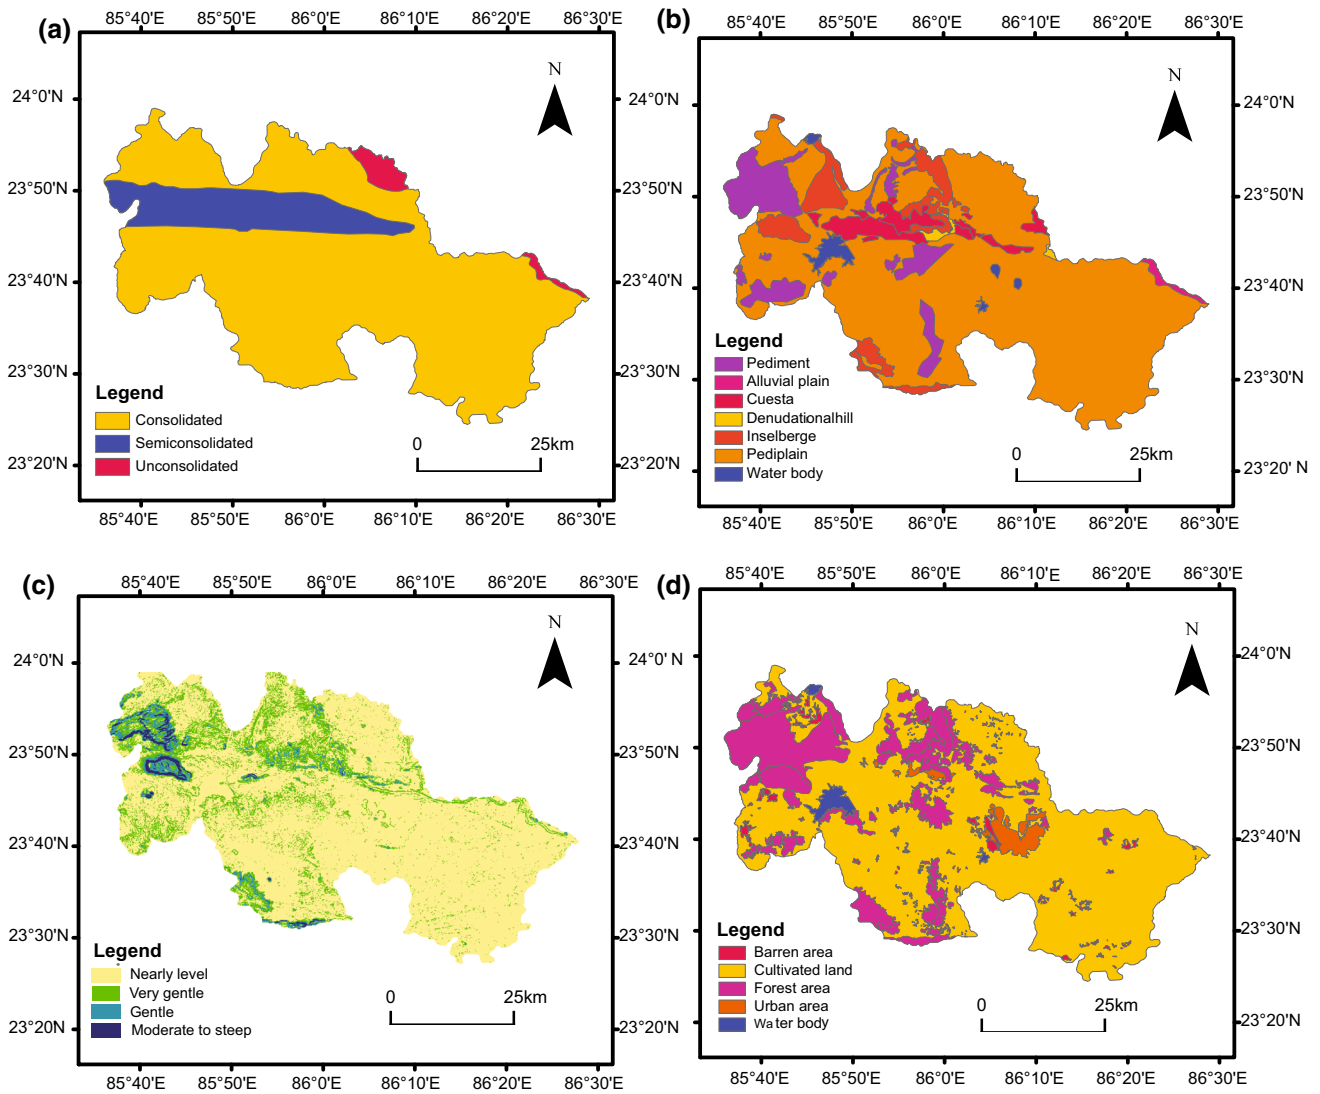 (a)
85°40'E 85°50'E 86°0'E 86°10'E 86°20'E 86°30'E
N
24°0'N
23°50'N
23°40'N
23°30'N
23°20'N
Legend
Consolidated
Semiconsolidated
Unconsolidated
0 25km
85°40'E 85°50'E 86°0'E 86°10'E 86°20'E 86°30'E
(b)
85°40'E 85°50'E 86°0'E 86°10'E 86°20'E 86°30'E
N
24°0'N 24°0'N
23°50'N 23°50'N
23°40'N 23°40'N
23°30'N 23°30'N
23°20'N 23°20' N
Legend
Pediment
Alluvial plain
Cuesta
Denudationalhill
Inselberge
Pediplain
Water body
0 25km
85°40'E 85°50'E 86°0'E 86°10'E 86°20'E 86°30'E
(c)
85°40'E 85°50'E 86°0'E 86°10'E 86°20'E 86°30'E
N
24°0'N
23°50'N
23°40'N
23°30'N
23°20'N
Legend
Nearly level
Very gentle
Gentle
Moderate to steep
0 25km
85°40'E 85°50'E 86°0'E 86°10'E 86°20'E 86°30'E
(d)
85°40'E 85°50'E 86°0'E 86°10'E 86°20'E 86°30'E
N
24°0' N 24°0'N
23°50'N 23°50'N
23°40'N 23°40'N
23°30'N 23°30'N
23°20'N 23°20'N
Legend
Barren area
Cultivated land
Forest area
Urban area
Water body
0 25km
85°40'E 85°50'E 86°0'E 86°10'E 86°20'E 86°30'E